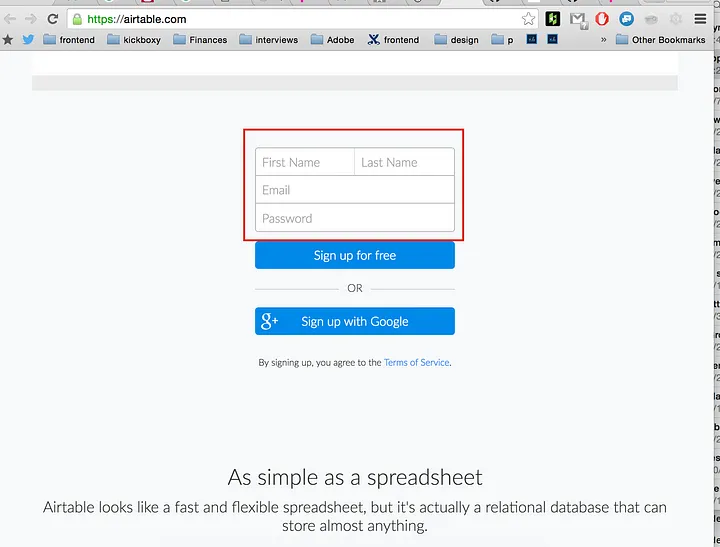 https://airtable.com
frontend kickboxy Finances interviews Adobe frontend design p » Other Bookmarks
First Name Last Name
Email
Password
Sign up for free
OR
g+ Sign up with Google
By signing up, you agree to the Terms of Service.
As simple as a spreadsheet
Airtable looks like a fast and flexible spreadsheet, but it's actually a relational database that can
store almost anything.